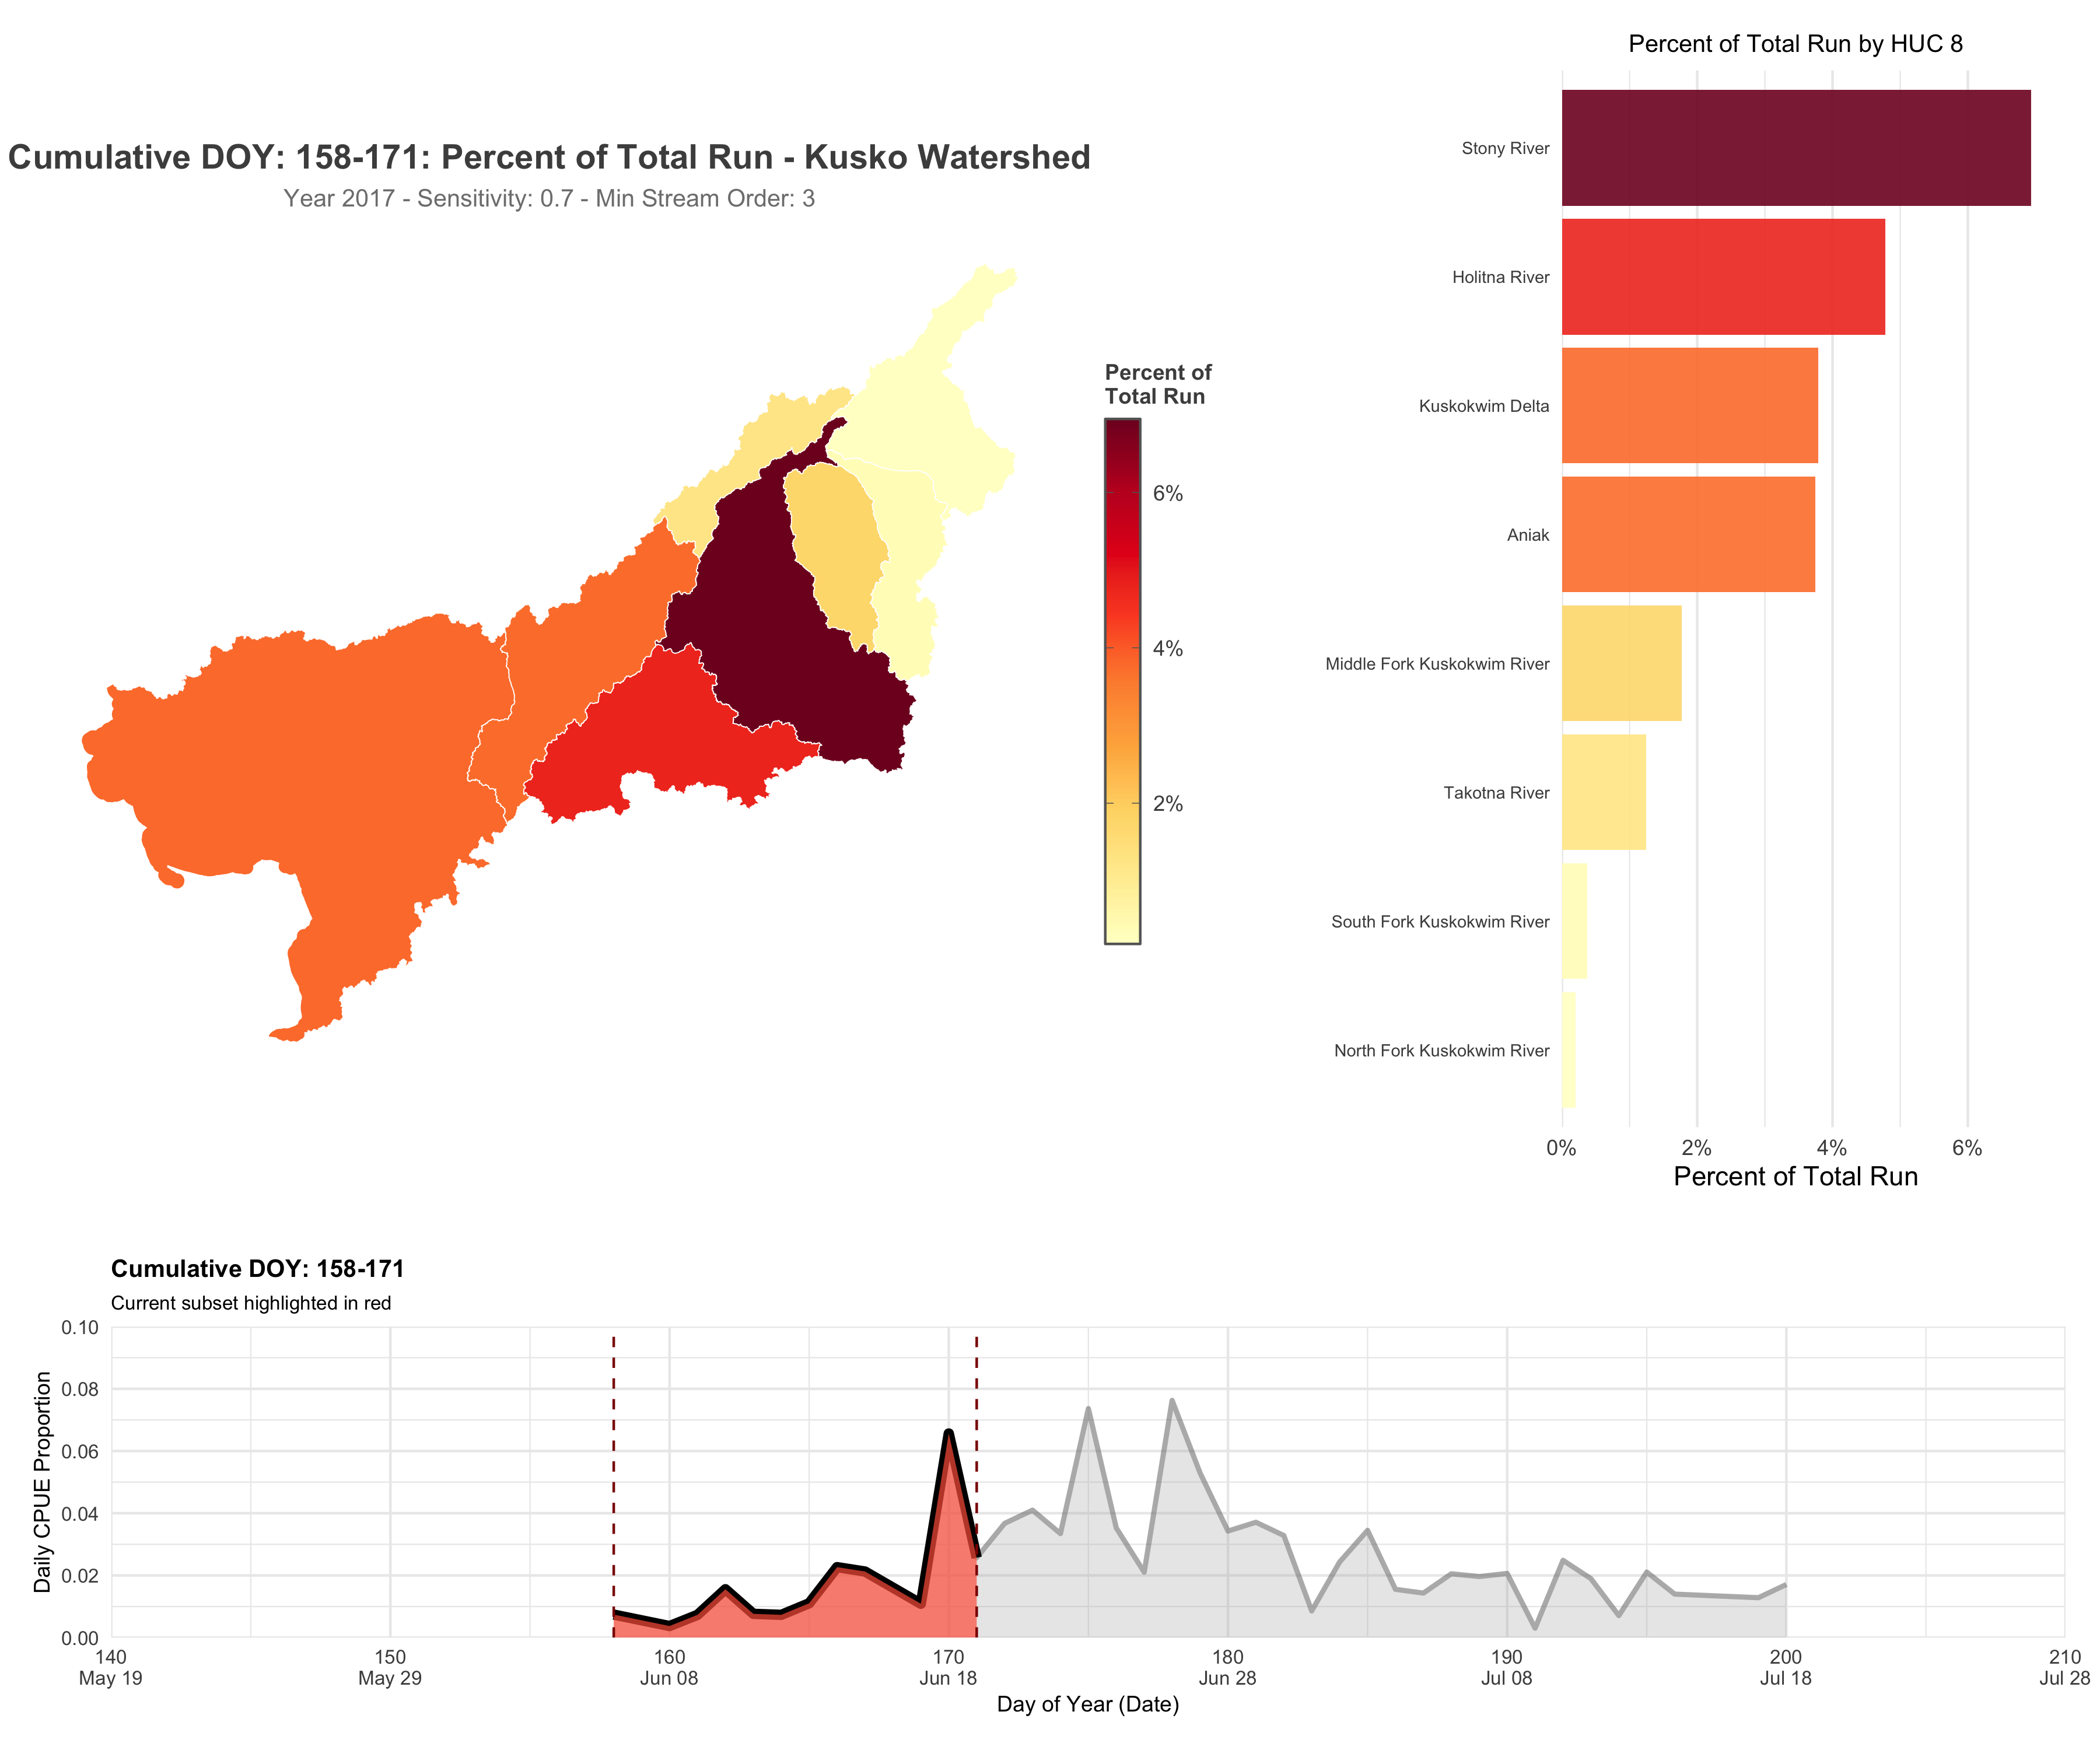 Cumulative DOY: 158-171: Percent of Total Run - Kusko Watershed
Year 2017 - Sensitivity: 0.7 - Min Stream Order: 3
Percent of
Total Run
6%
4%
2%
Percent of Total Run by HUC 8
Stony River
Holitna River
Kuskokwim Delta
Aniak
Middle Fork Kuskokwim River
Takotna River
South Fork Kuskokwim River
North Fork Kuskokwim River
0% 2% 4% 6%
Percent of Total Run
Cumulative DOY: 158-171
Current subset highlighted in red
Daily CPUE Proportion
0.10
0.08
0.06
0.04
0.02
0.00
140 150 160 170 180 190 200 210
May 19 May 29 Jun 08 Jun 18 Jun 28 Jul 08 Jul 18 Jul 28
Day of Year (Date)